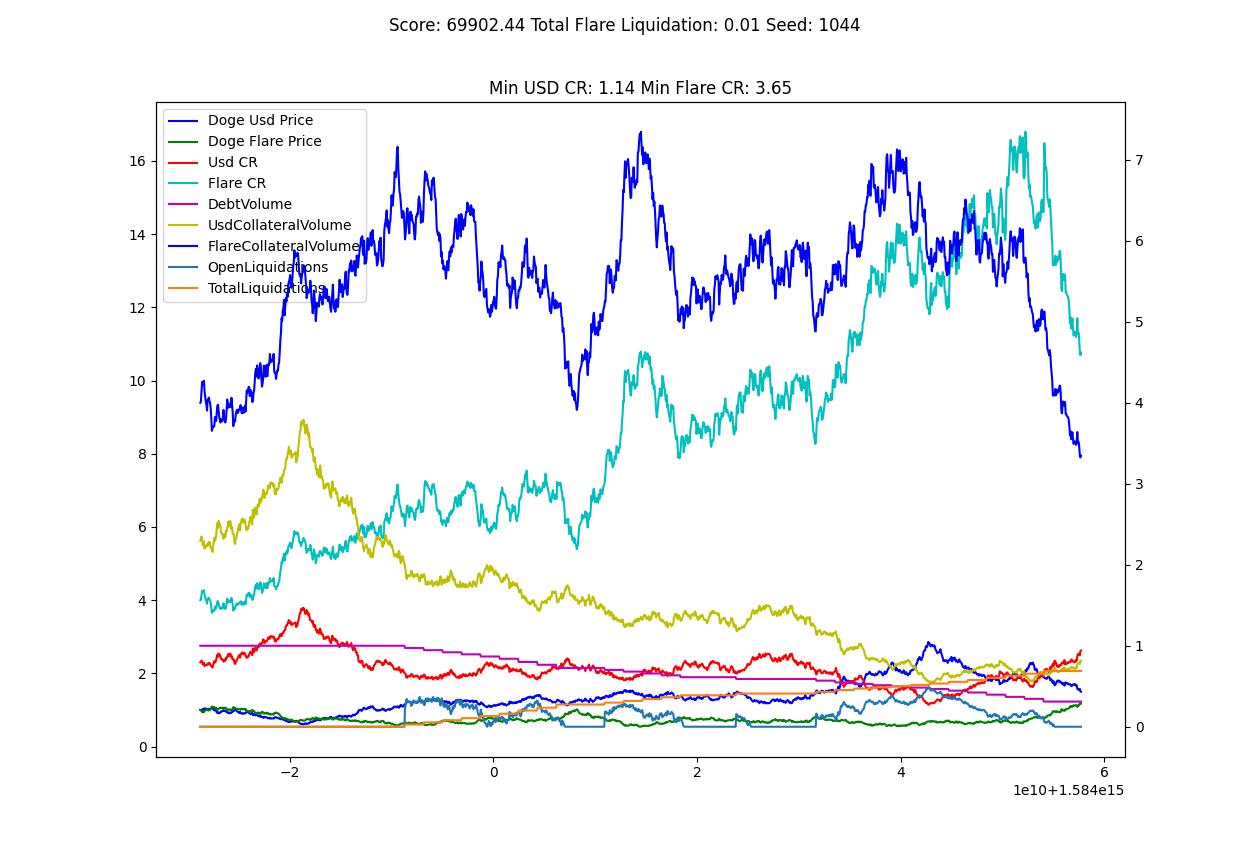 Score: 69902.44 Total Flare Liquidation: 0.01 Seed: 1044
Min USD CR: 1.14 Min Flare CR: 3.65
Doge Usd Price
Doge Flare Price
Usd CR
Flare CR
DebtVolume
UsdCollateralVolume
FlareCollateralVolume
OpenLiquidations
TotalLiquidations
16
14
12
10
8
6
4
2
0
7
6
5
4
3
2
1
0
−2 0 2 4 6
1e10+1.584e15